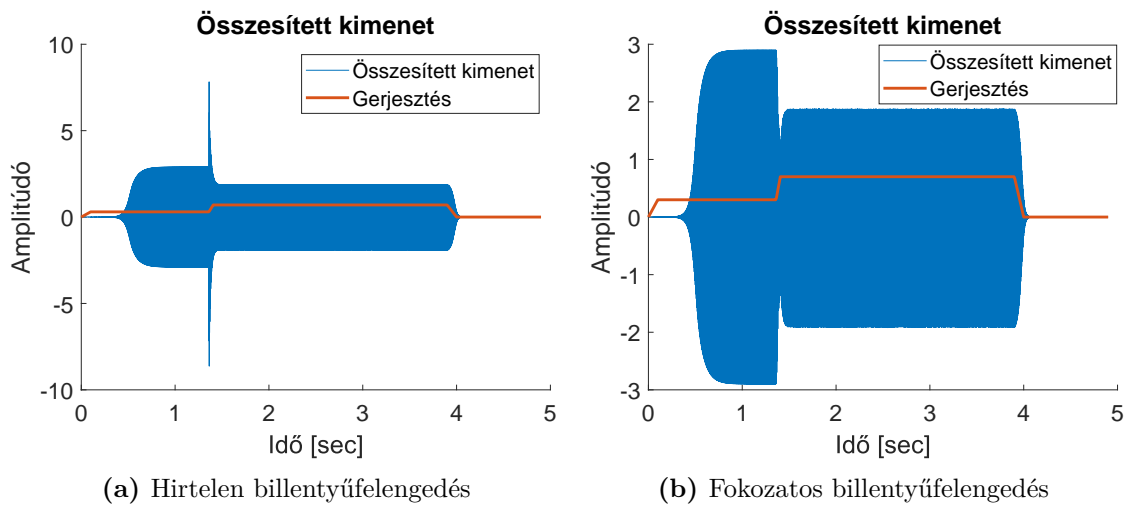 Összesített kimenet
10
5
0
-5
-10
Amplitúdó
Összesített kimenet
Gerjesztés
0 1 2 3 4 5
Idő [sec]
(a) Hirtelen billentyűfelengedés
Összesített kimenet
3
2
1
0
-1
-2
-3
Amplitúdó
Összesített kimenet
Gerjesztés
0 1 2 3 4 5
Idő [sec]
(b) Fokozatos billentyűfelengedés